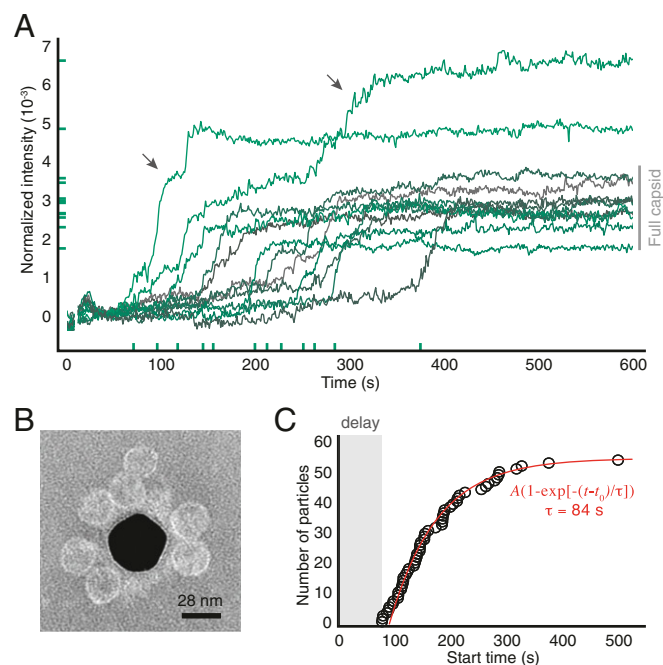 A
7
6
5
4
3
2
1
0
Normalized intensity (10⁻³)
Full capsid
0 100 200 300 400 500 600
Time (s)
B
28 nm
C
delay
60
50
40
30
20
10
0
Number of particles
A(1-exp[-(t-t₀)/τ])
τ = 84 s
0 100 200 300 400 500
Start time (s)